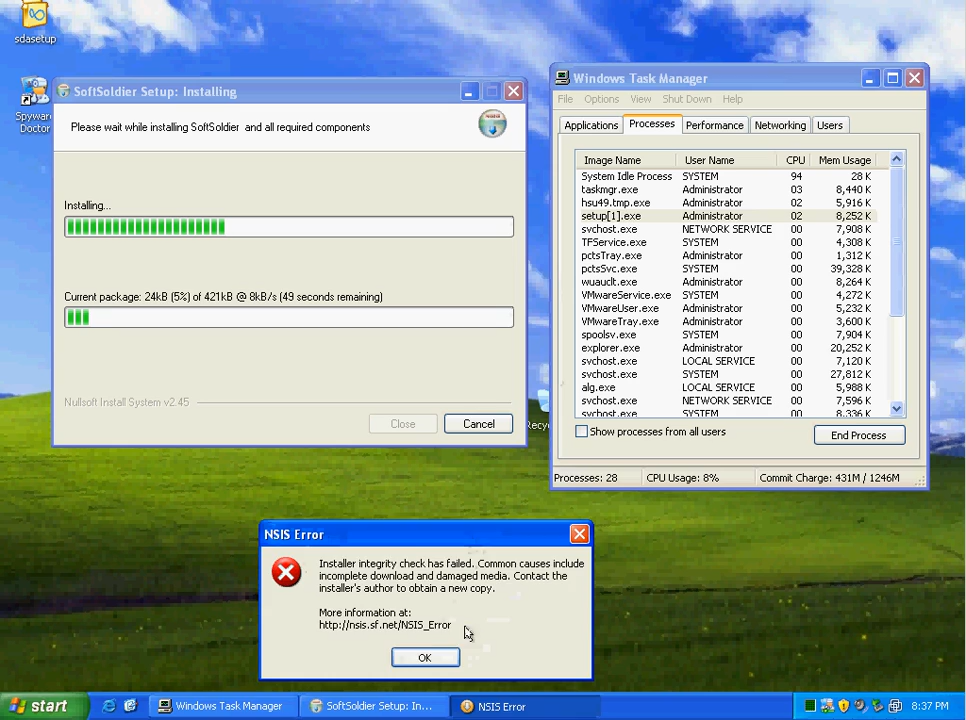 sdasetup
Spyware
Doctor
SoftSoldier Setup: Installing
Please wait while installing SoftSoldier and all required components
Installing...
Current package: 24kB (5%) of 421kB @ 8kB/s (49 seconds remaining)
Nullsoft Install System v2.45
Close
Cancel
Recyc
Windows Task Manager
File Options View Shut Down Help
Applications Processes Performance Networking Users
Image Name User Name CPU Mem Usage
System Idle Process SYSTEM 94 28 K
taskmgr.exe Administrator 03 8,440 K
hsu49.tmp.exe Administrator 02 5,916 K
setup[1].exe Administrator 02 8,252 K
svchost.exe NETWORK SERVICE 00 7,908 K
TFService.exe SYSTEM 00 4,308 K
pctsTray.exe Administrator 00 1,312 K
pctsSvc.exe SYSTEM 00 39,328 K
wuauclt.exe Administrator 00 8,264 K
VMwareService.exe SYSTEM 00 4,272 K
VMwareUser.exe Administrator 00 5,232 K
VMwareTray.exe Administrator 00 3,600 K
spoolsv.exe SYSTEM 00 7,904 K
explorer.exe Administrator 00 20,252 K
svchost.exe LOCAL SERVICE 00 7,120 K
svchost.exe SYSTEM 00 27,812 K
alg.exe LOCAL SERVICE 00 5,988 K
svchost.exe NETWORK SERVICE 00 7,596 K
svchost.exe SYSTEM 00 8,336 K
Show processes from all users
End Process
Processes: 28 CPU Usage: 8% Commit Charge: 431M / 1246M
NSIS Error
Installer integrity check has failed. Common causes include
incomplete download and damaged media. Contact the
installer's author to obtain a new copy.
More information at:
http://nsis.sf.net/NSIS_Error
OK
start
Windows Task Manager
SoftSoldier Setup: In...
NSIS Error
8:37 PM